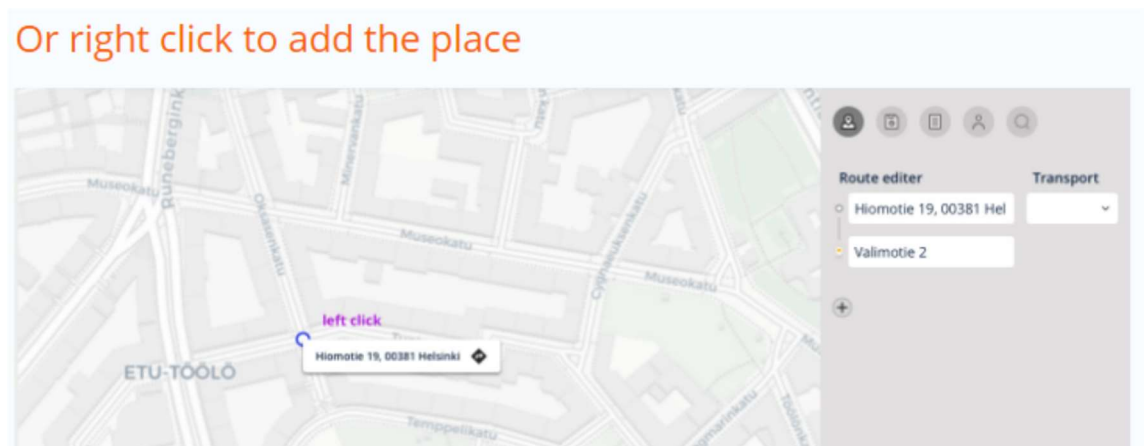 Or right click to add the place
Runebergink
Museokatu
Minervankatu
Oksasenkatu
Museokatu
Cygnaeuksenkatu
Museokatu
left click
Hiomotie 19, 00381 Helsinki
ETU-TÖÖLÖ
Temppelikatu
Route editer
Transport
Hiomotie 19, 00381 Hel
Valimotie 2